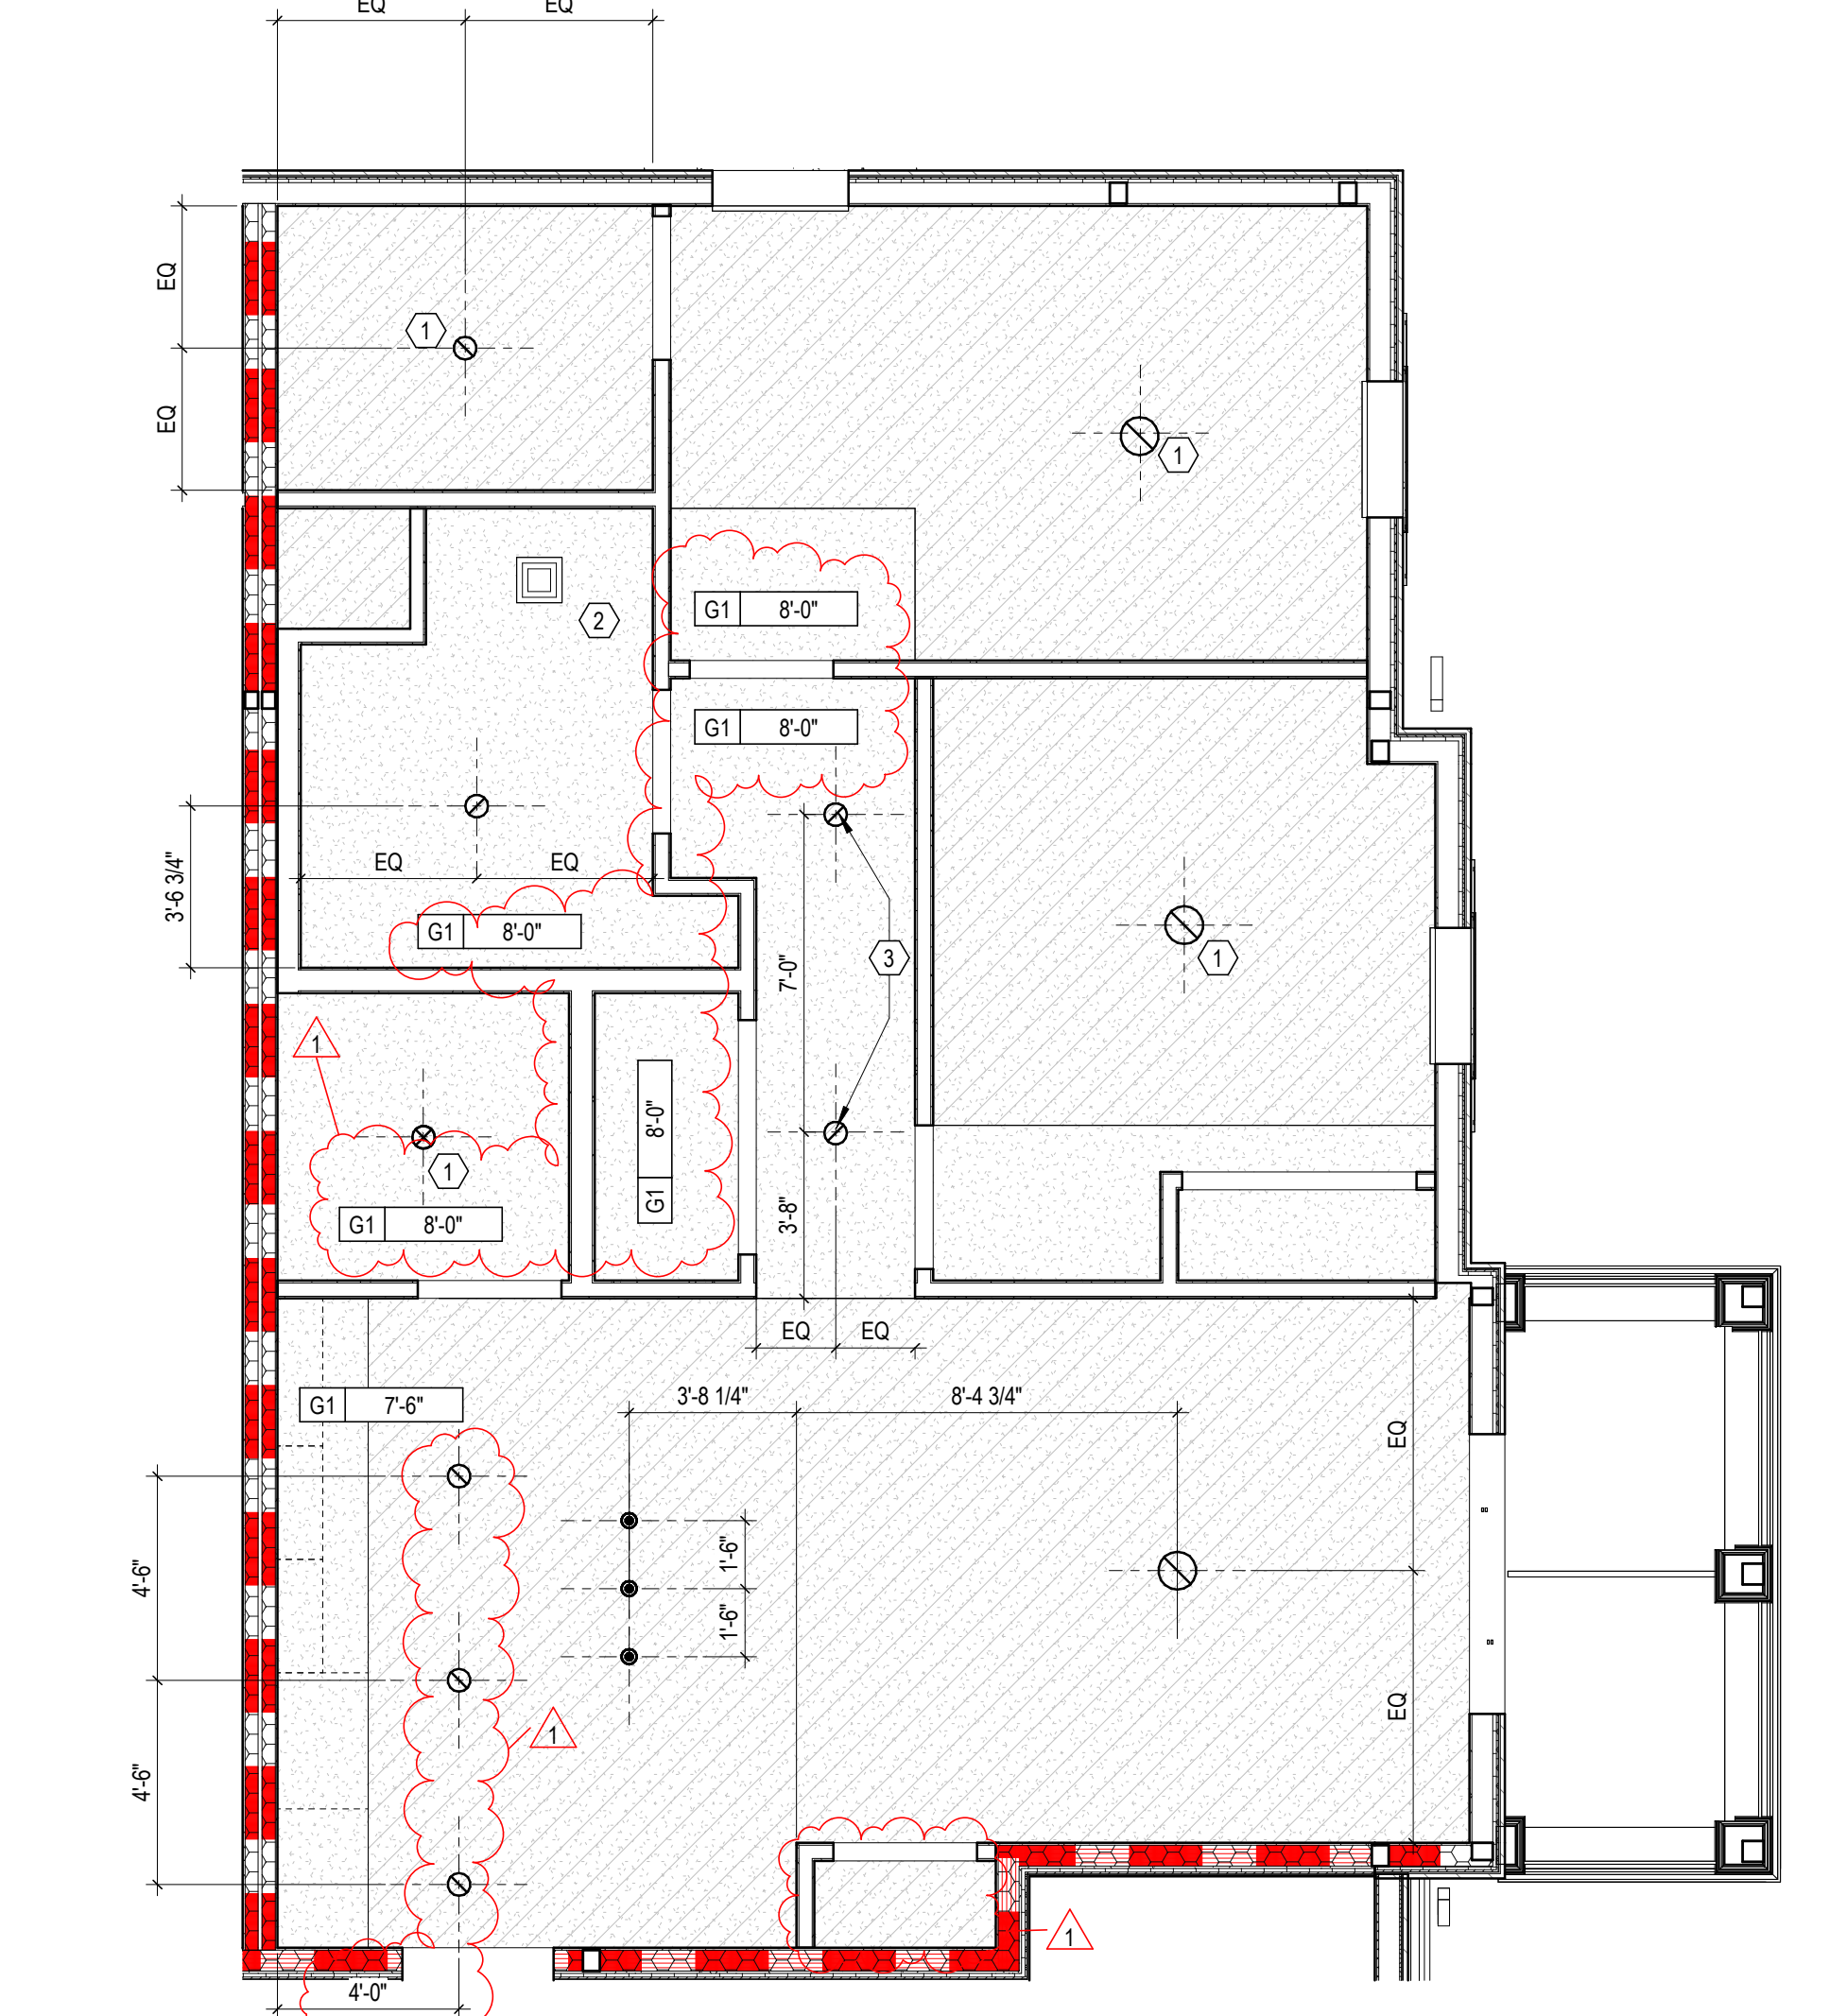 EQ EQ
EQ
1
EQ
1
G1 8'-0"
2
G1 8'-0"
EQ EQ
3'-6 3/4"
G1 8'-0"
7'-0"
3
1
1
G1 8'-0"
1
G1 8'-0"
3'-8"
EQ EQ
G1 7'-6"
3'-8 1/4" 8'-4 3/4"
EQ
4'-6"
1'-6"
1'-6"
EQ
1
4'-6"
1
4'-0"